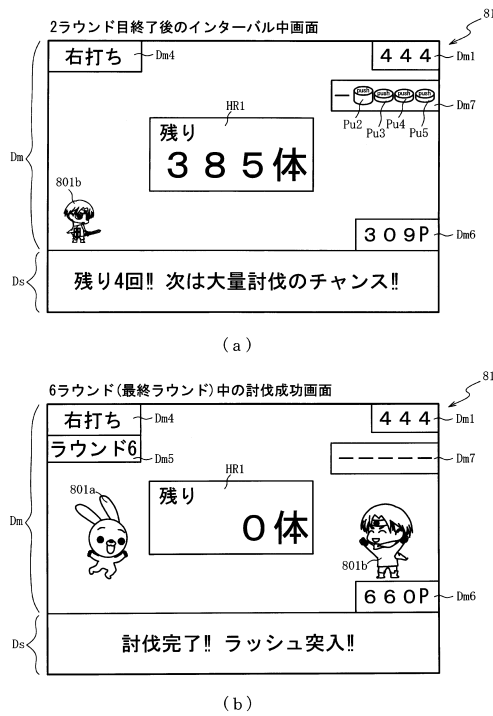 2ラウンド目終了後のインターバル中画面
81
右打ち
Dm4
444
Dm1
push push push push
Dm7
Pu2 Pu3 Pu4 Pu5
HR1
残り
385体
Dm
801b
309P
Dm6
Ds
残り4回!! 次は大量討伐のチャンス!!
(a)
6ラウンド(最終ラウンド)中の討伐成功画面
81
右打ち
Dm4
444
Dm1
ラウンド6
Dm5
－－－－－
Dm7
HR1
801a
残り
0体
Dm
801b
660P
Dm6
Ds
討伐完了!! ラッシュ突入!!
(b)